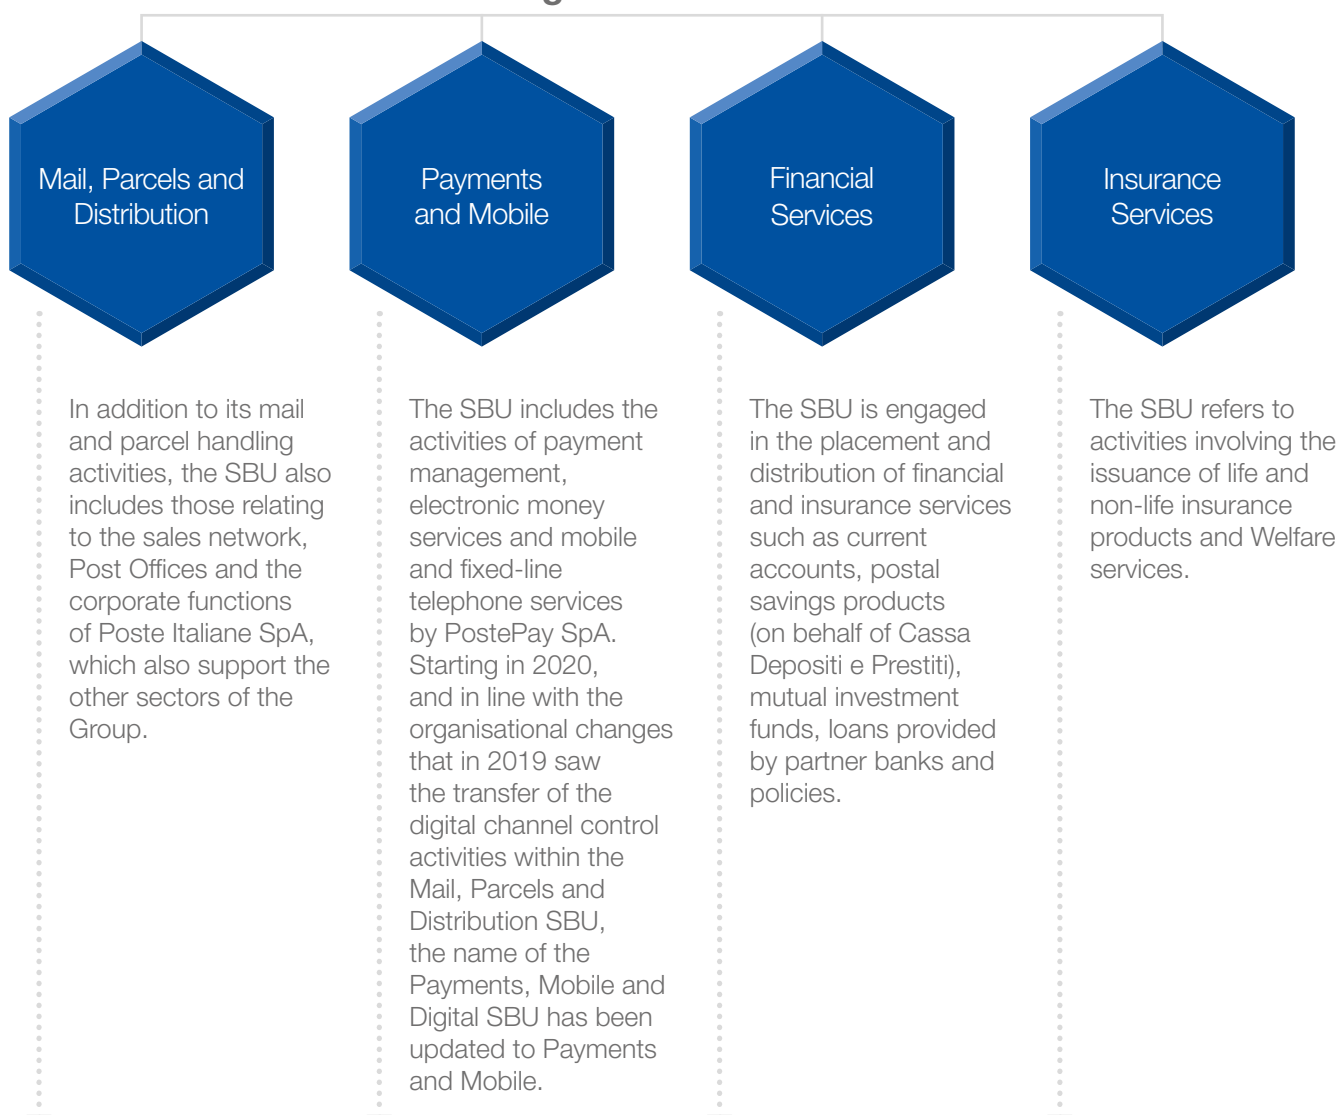 Mail, Parcels and
Distribution
In addition to its mail
and parcel handling
activities, the SBU also
includes those relating
to the sales network,
Post Offices and the
corporate functions
of Poste Italiane SpA,
which also support the
other sectors of the
Group.
Payments
and Mobile
The SBU includes the
activities of payment
management,
electronic money
services and mobile
and fixed-line
telephone services
by PostePay SpA.
Starting in 2020,
and in line with the
organisational changes
that in 2019 saw
the transfer of the
digital channel control
activities within the
Mail, Parcels and
Distribution SBU,
the name of the
Payments, Mobile and
Digital SBU has been
updated to Payments
and Mobile.
Financial
Services
The SBU is engaged
in the placement and
distribution of financial
and insurance services
such as current
accounts, postal
savings products
(on behalf of Cassa
Depositi e Prestiti),
mutual investment
funds, loans provided
by partner banks and
policies.
Insurance
Services
The SBU refers to
activities involving the
issuance of life and
non-life insurance
products and Welfare
services.